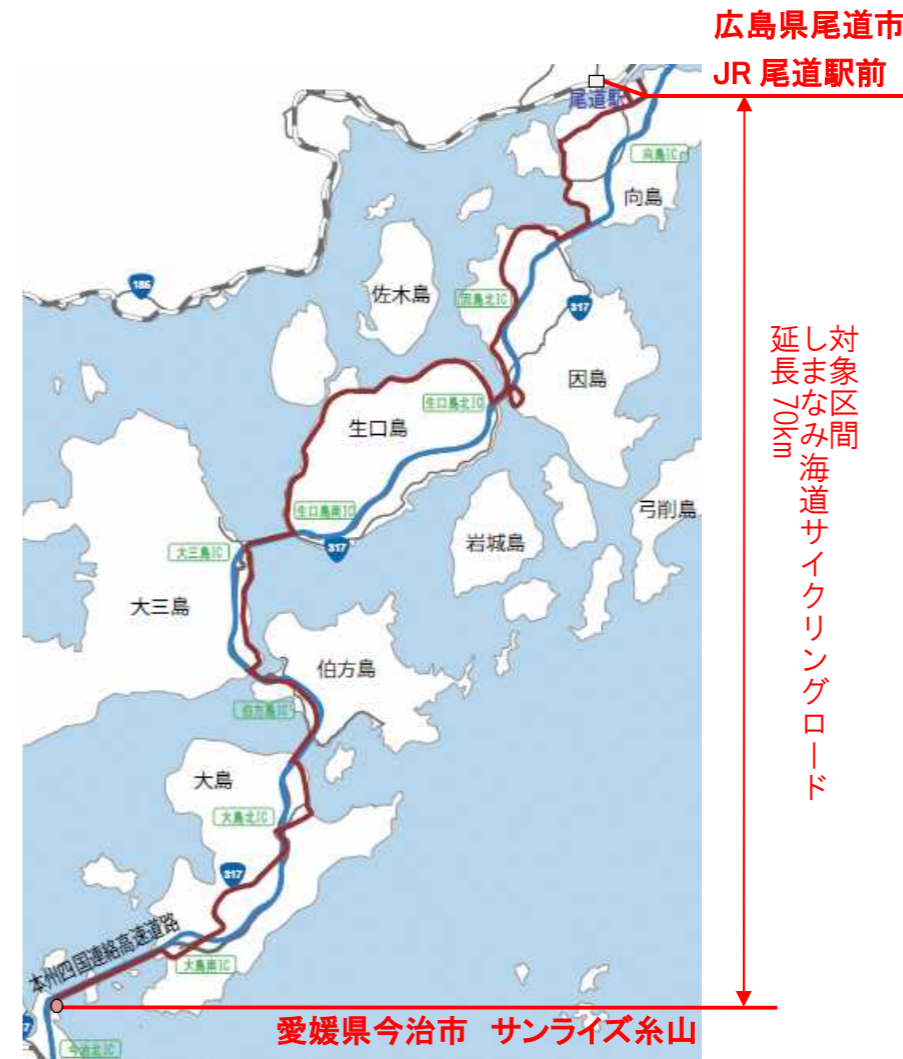 広島県尾道市
JR 尾道駅前
尾道駅
向島IC
向島
186
佐木島
因島北IC
317
因島
対象区間
しまなみ海道サイクリングロード
延長 70km
生口島北IC
生口島
弓削島
生口島南IC
岩城島
大三島IC
317
大三島
伯方島
伯方島IC
大島
大島北IC
317
本州四国連絡高速道路
大島南IC
愛媛県今治市 サンライズ糸山
今治北IC